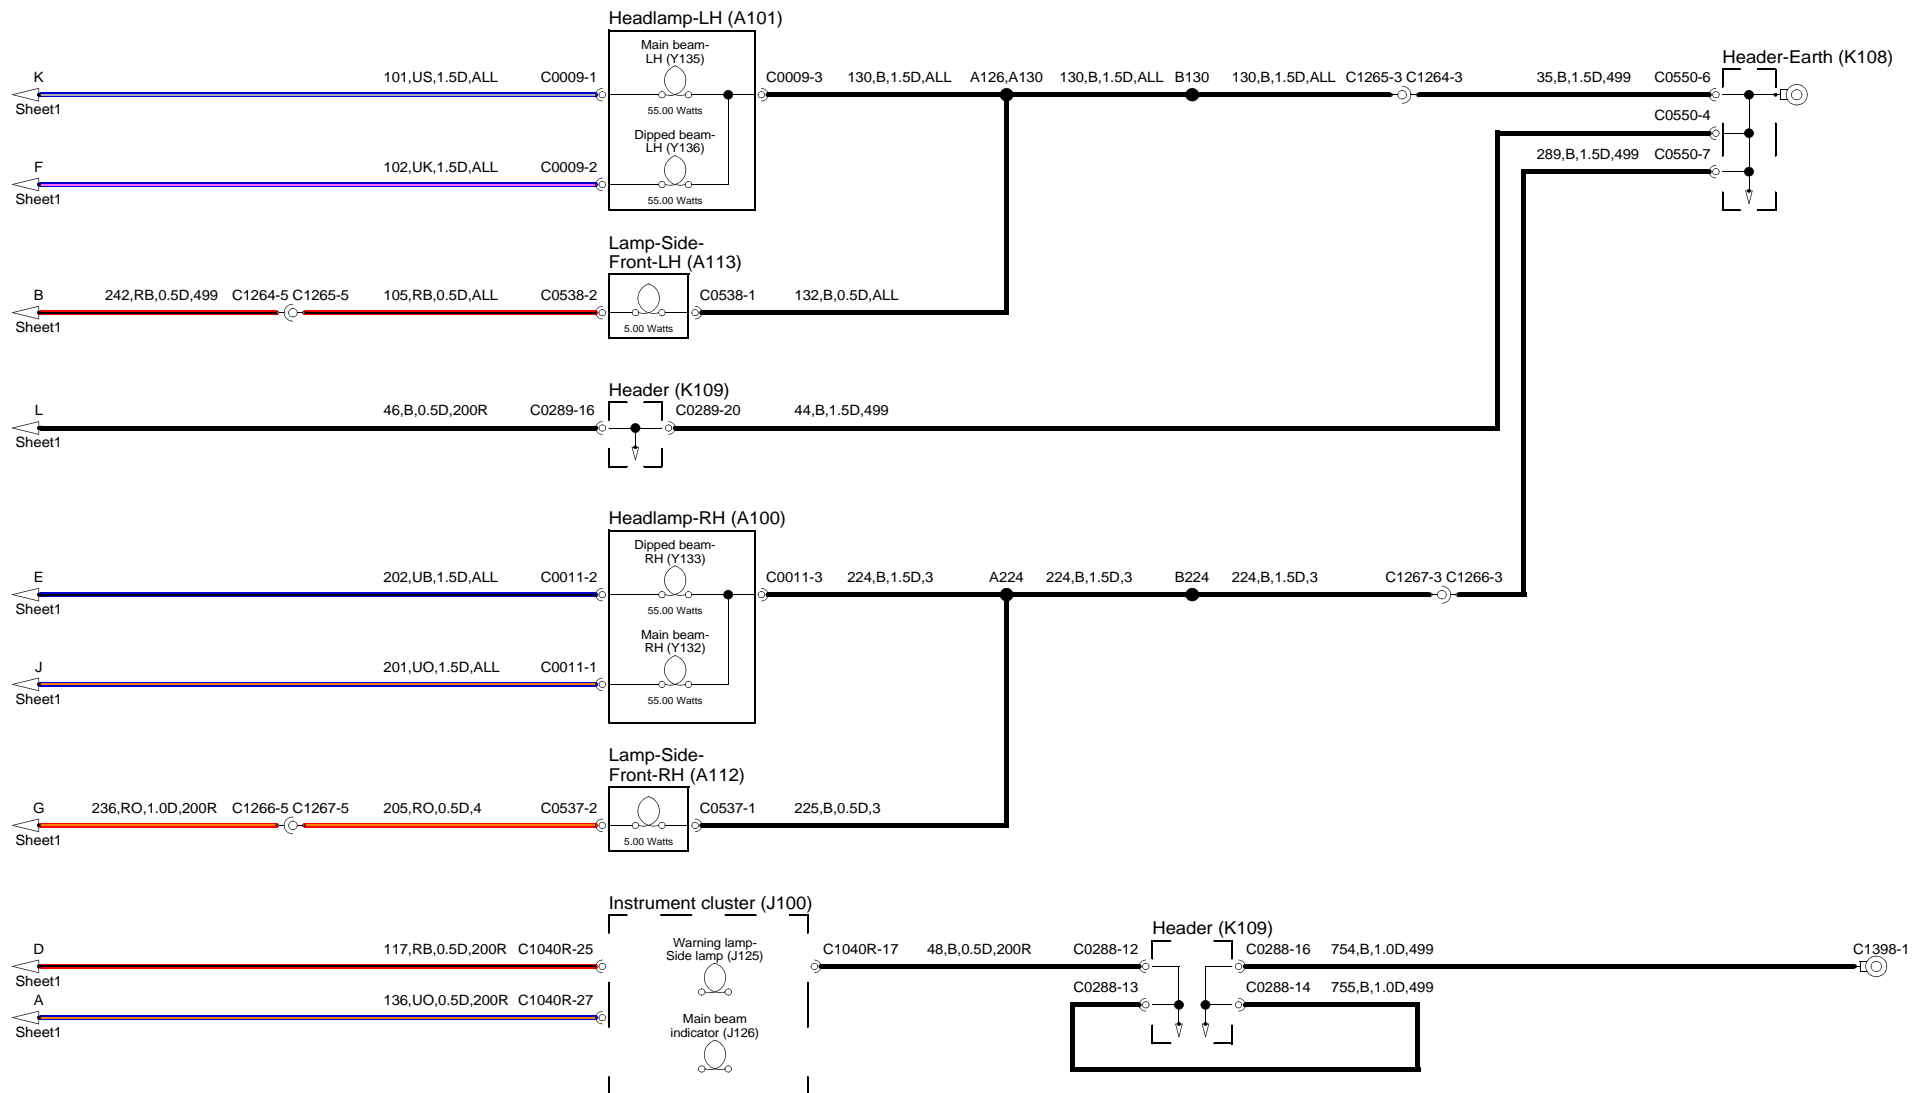 Headlamp-LH (A101)
Main beam-
LH (Y135)
55.00 Watts
Dipped beam-
LH (Y136)
55.00 Watts
K
Sheet1
101,US,1.5D,ALL
C0009-1
C0009-3
130,B,1.5D,ALL
A126,A130
130,B,1.5D,ALL
B130
130,B,1.5D,ALL
C1265-3
C1264-3
35,B,1.5D,499
C0550-6
Header-Earth (K108)
C0550-4
289,B,1.5D,499
C0550-7
F
Sheet1
102,UK,1.5D,ALL
C0009-2
Lamp-Side-
Front-LH (A113)
5.00 Watts
B
Sheet1
242,RB,0.5D,499
C1264-5
C1265-5
105,RB,0.5D,ALL
C0538-2
C0538-1
132,B,0.5D,ALL
Header (K109)
L
Sheet1
46,B,0.5D,200R
C0289-16
C0289-20
44,B,1.5D,499
Headlamp-RH (A100)
Dipped beam-
RH (Y133)
55.00 Watts
Main beam-
RH (Y132)
55.00 Watts
E
Sheet1
202,UB,1.5D,ALL
C0011-2
C0011-3
224,B,1.5D,3
A224
224,B,1.5D,3
B224
224,B,1.5D,3
C1267-3
C1266-3
J
Sheet1
201,UO,1.5D,ALL
C0011-1
Lamp-Side-
Front-RH (A112)
5.00 Watts
G
Sheet1
236,RO,1.0D,200R
C1266-5
C1267-5
205,RO,0.5D,4
C0537-2
C0537-1
225,B,0.5D,3
Instrument cluster (J100)
Warning lamp-
Side lamp (J125)
Main beam
indicator (J126)
D
Sheet1
117,RB,0.5D,200R
C1040R-25
C1040R-17
48,B,0.5D,200R
C0288-12
Header (K109)
C0288-16
754,B,1.0D,499
C1398-1
A
Sheet1
136,UO,0.5D,200R
C1040R-27
C0288-13
C0288-14
755,B,1.0D,499